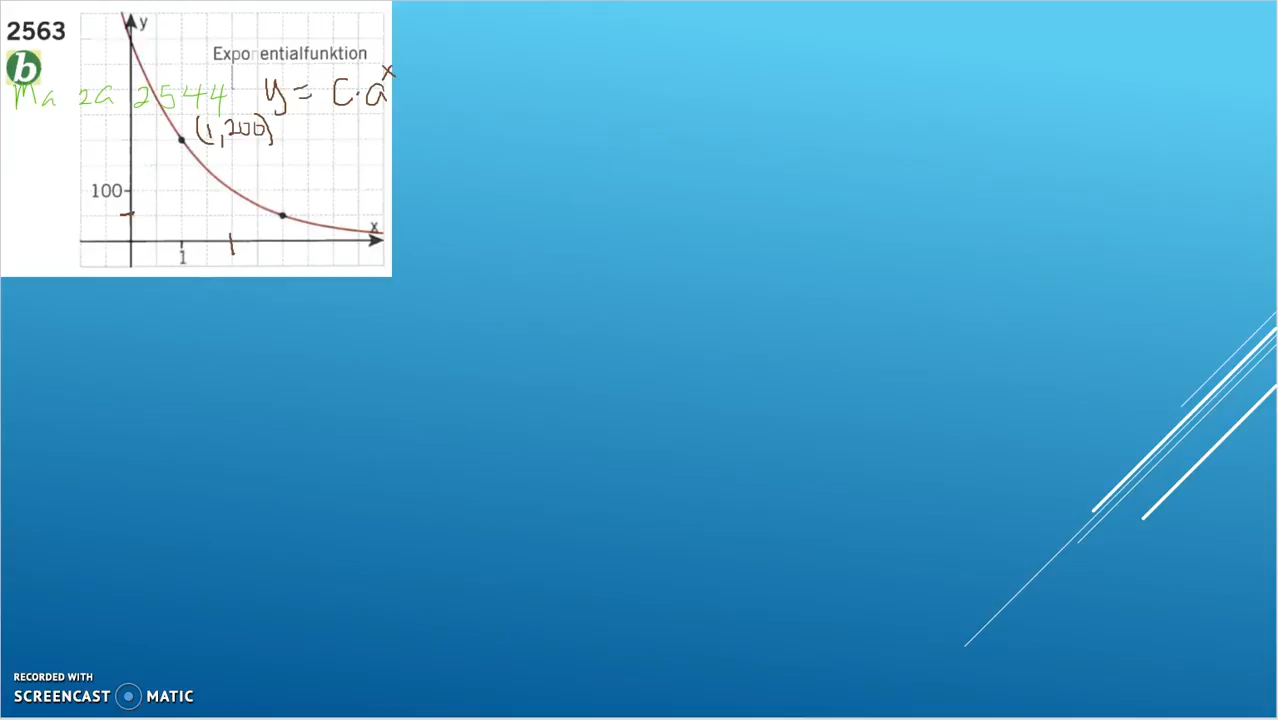 2563
y
Exponentialfunktion
b
Ma 2a 2544
y = C·a^x
(1,200)
100
x
1
RECORDED WITH
SCREENCAST MATIC